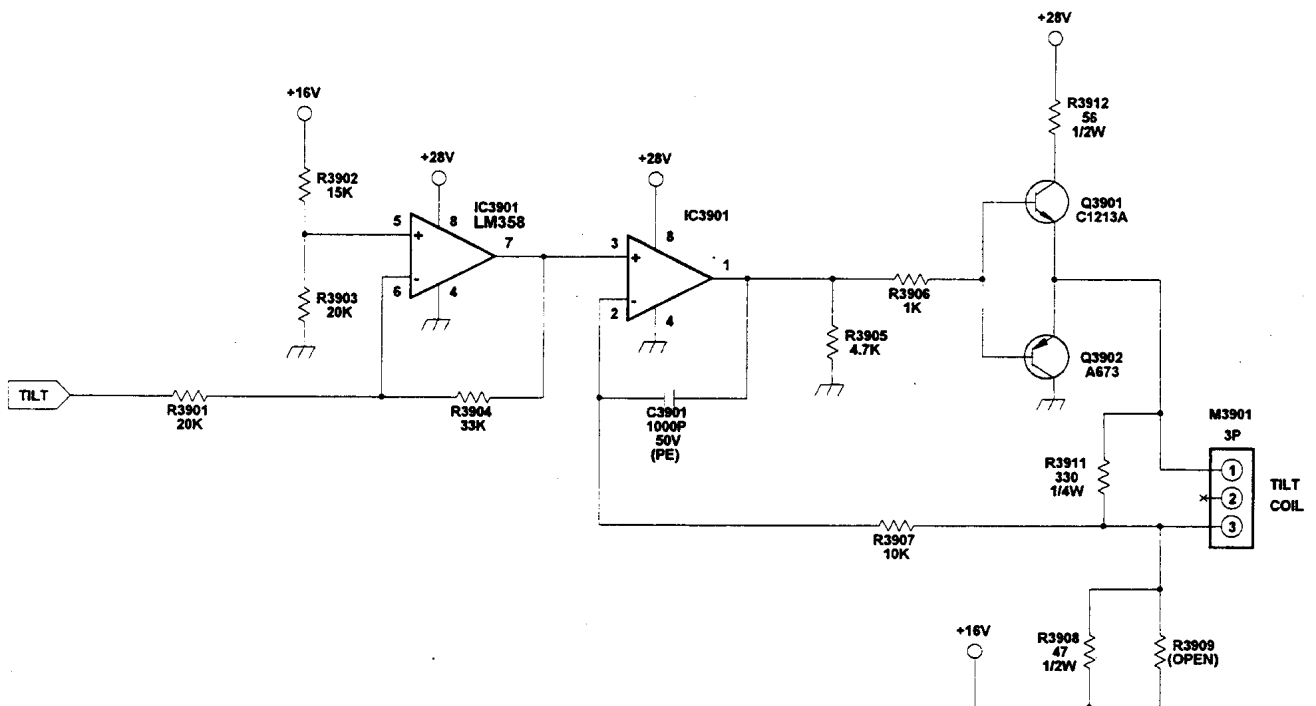 +28V
R3912
56
1/2W
+16V
R3902
15K
+28V
IC3901
LM358
5
+
8
7
-
6
4
R3903
20K
+28V
IC3901
3
+
8
1
-
2
4
Q3901
C1213A
R3906
1K
R3905
4.7K
Q3902
A673
TILT
R3901
20K
R3904
33K
C3901
1000P
50V
(PE)
R3911
330
1/4W
M3901
3P
1
2
3
TILT
COIL
R3907
10K
+16V
R3908
47
1/2W
R3909
(OPEN)